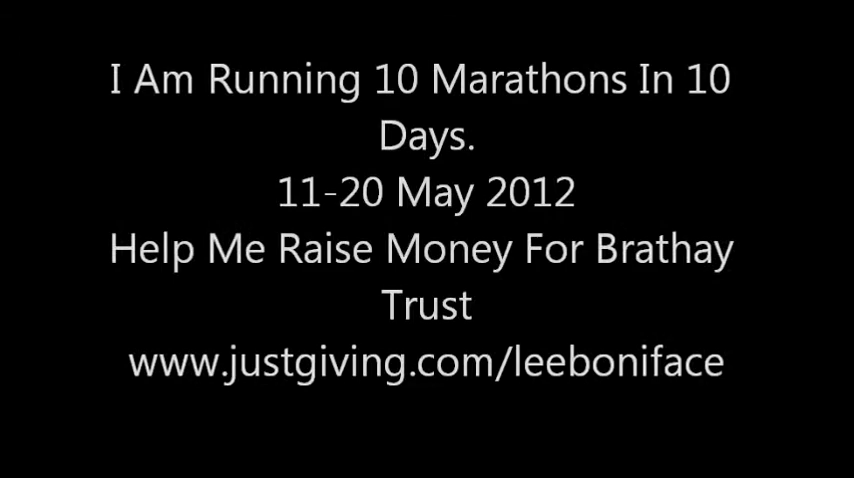 I Am Running 10 Marathons In 10
Days.
11-20 May 2012
Help Me Raise Money For Brathay
Trust
www.justgiving.com/leeboniface